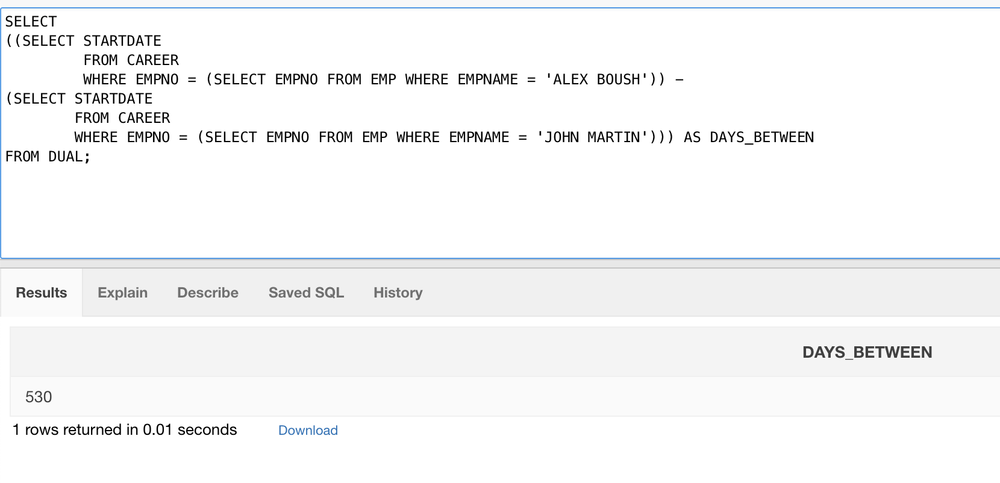 SELECT
((SELECT STARTDATE
FROM CAREER
WHERE EMPNO = (SELECT EMPNO FROM EMP WHERE EMPNAME = 'ALEX BOUSH')) –
(SELECT STARTDATE
FROM CAREER
WHERE EMPNO = (SELECT EMPNO FROM EMP WHERE EMPNAME = 'JOHN MARTIN'))) AS DAYS_BETWEEN
FROM DUAL;
Results Explain Describe Saved SQL History
DAYS_BETWEEN
530
1 rows returned in 0.01 seconds Download